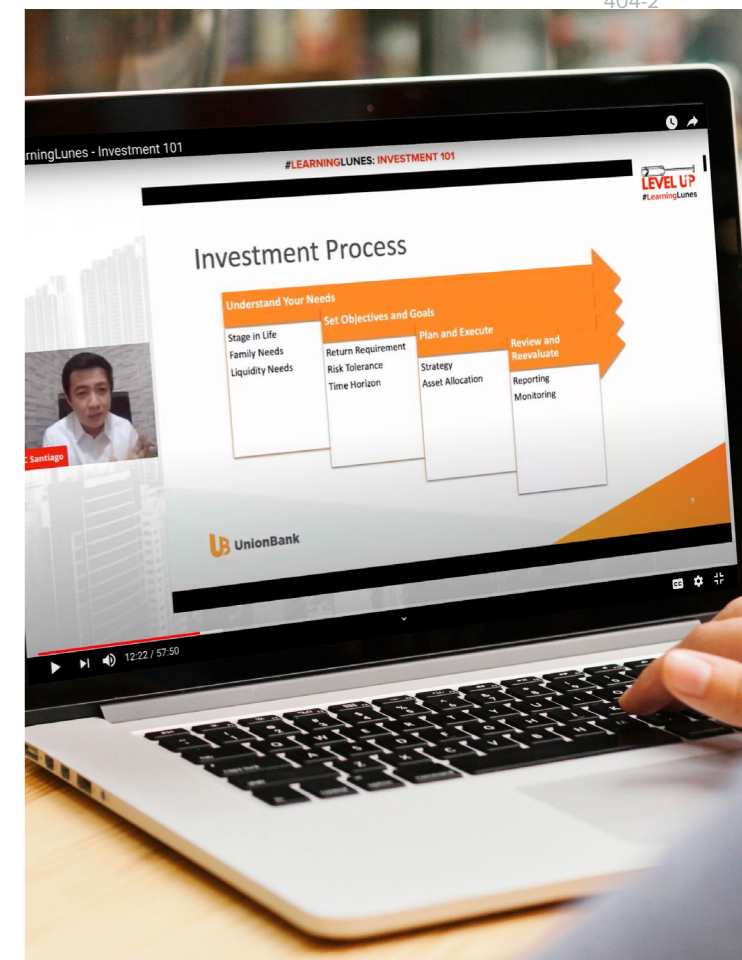 404-2
rningLunes - Investment 101
#LEARNINGLUNES: INVESTMENT 101
LEVEL UP
#LearningLunes
Investment Process
Understand Your Needs
Stage in Life
Family Needs
Liquidity Needs
Set Objectives and Goals
Return Requirement
Risk Tolerance
Time Horizon
Plan and Execute
Strategy
Asset Allocation
Review and
Reevaluate
Reporting
Monitoring
Santiago
UB UnionBank
CC
12:22 / 57:50